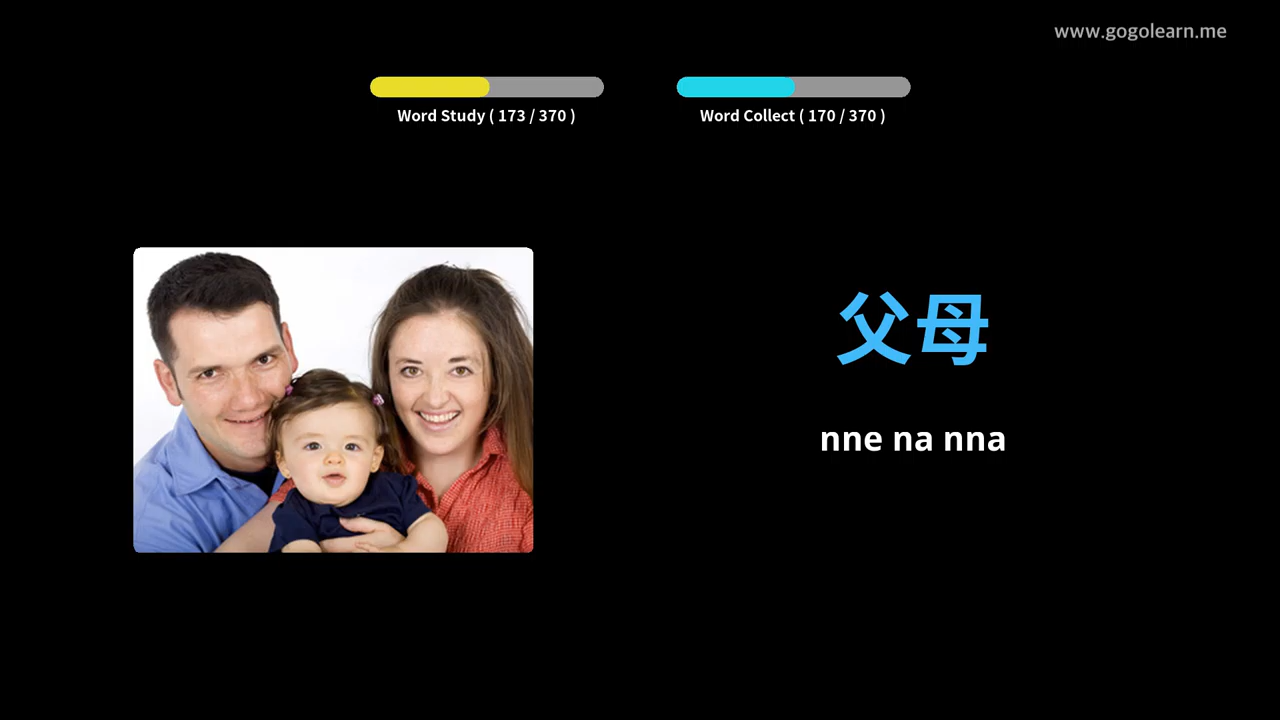 www.gogolearn.me
Word Study ( 173 / 370 )
Word Collect ( 170 / 370 )
父母
nne na nna